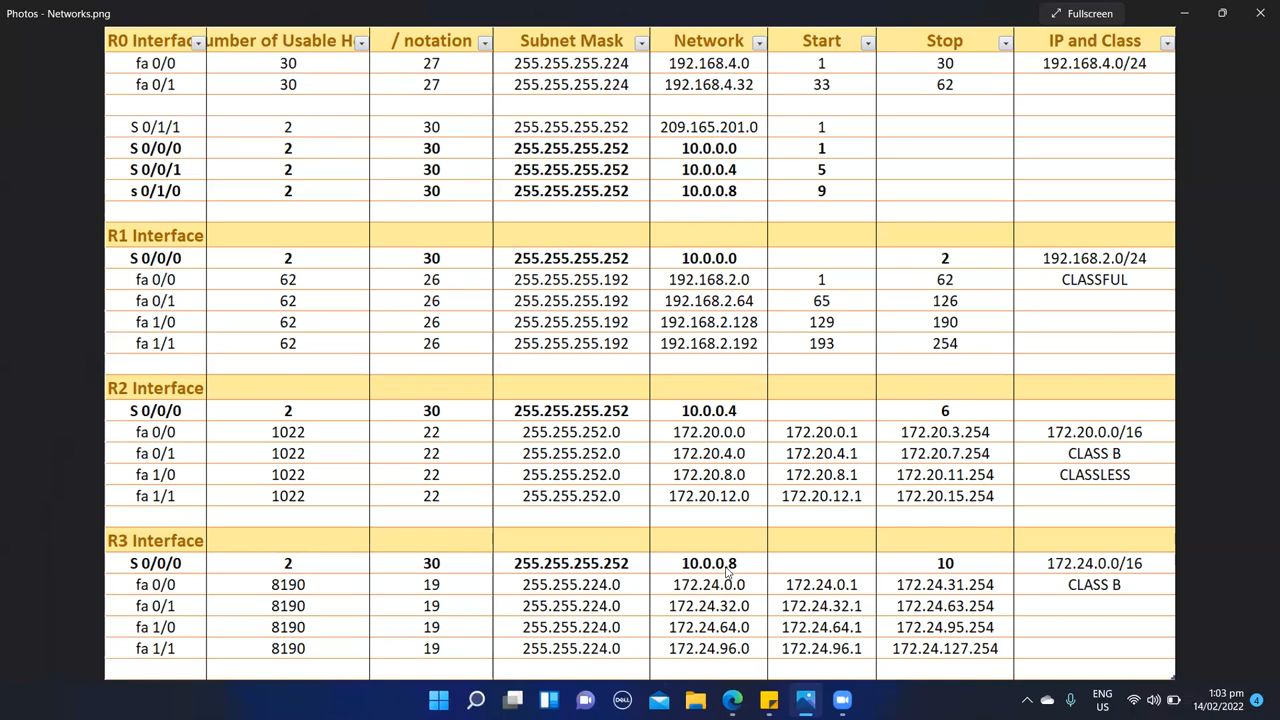 Photos - Networks.png
Fullscreen
R0 Interfac umber of Usable H / notation Subnet Mask Network Start Stop IP and Class
fa 0/0 30 27 255.255.255.224 192.168.4.0 1 30 192.168.4.0/24
fa 0/1 30 27 255.255.255.224 192.168.4.32 33 62
S 0/1/1 2 30 255.255.255.252 209.165.201.0 1
S 0/0/0 2 30 255.255.255.252 10.0.0.0 1
S 0/0/1 2 30 255.255.255.252 10.0.0.4 5
s 0/1/0 2 30 255.255.255.252 10.0.0.8 9
R1 Interface
S 0/0/0 2 30 255.255.255.252 10.0.0.0 2 192.168.2.0/24
fa 0/0 62 26 255.255.255.192 192.168.2.0 1 62 CLASSFUL
fa 0/1 62 26 255.255.255.192 192.168.2.64 65 126
fa 1/0 62 26 255.255.255.192 192.168.2.128 129 190
fa 1/1 62 26 255.255.255.192 192.168.2.192 193 254
R2 Interface
S 0/0/0 2 30 255.255.255.252 10.0.0.4 6
fa 0/0 1022 22 255.255.252.0 172.20.0.0 172.20.0.1 172.20.3.254 172.20.0.0/16
fa 0/1 1022 22 255.255.252.0 172.20.4.0 172.20.4.1 172.20.7.254 CLASS B
fa 1/0 1022 22 255.255.252.0 172.20.8.0 172.20.8.1 172.20.11.254 CLASSLESS
fa 1/1 1022 22 255.255.252.0 172.20.12.0 172.20.12.1 172.20.15.254
R3 Interface
S 0/0/0 2 30 255.255.255.252 10.0.0.8 10 172.24.0.0/16
fa 0/0 8190 19 255.255.224.0 172.24.0.0 172.24.0.1 172.24.31.254 CLASS B
fa 0/1 8190 19 255.255.224.0 172.24.32.0 172.24.32.1 172.24.63.254
fa 1/0 8190 19 255.255.224.0 172.24.64.0 172.24.64.1 172.24.95.254
fa 1/1 8190 19 255.255.224.0 172.24.96.0 172.24.96.1 172.24.127.254
DELL
ENG
US
1:03 pm
14/02/2022
4